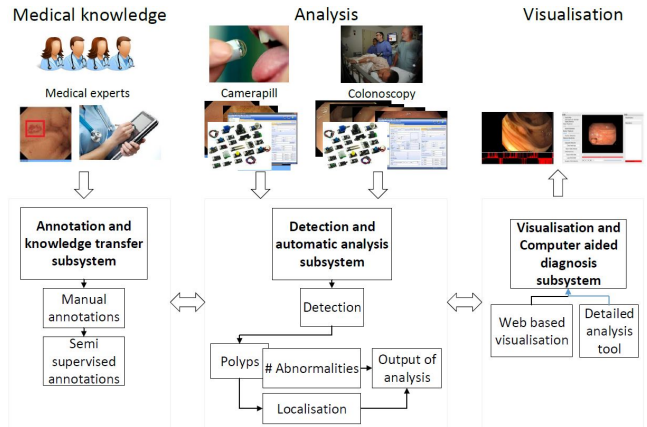 Medical knowledge
Analysis
Visualisation
Medical experts
Camerapill
Colonoscopy
Annotation and
knowledge transfer
subsystem
Manual
annotations
Semi
supervised
annotations
Detection and
automatic analysis
subsystem
Detection
Polyps
# Abnormalities
Output of
analysis
Localisation
Visualisation and
Computer aided
diagnosis
subsystem
Web based
visualisation
Detailed
analysis
tool